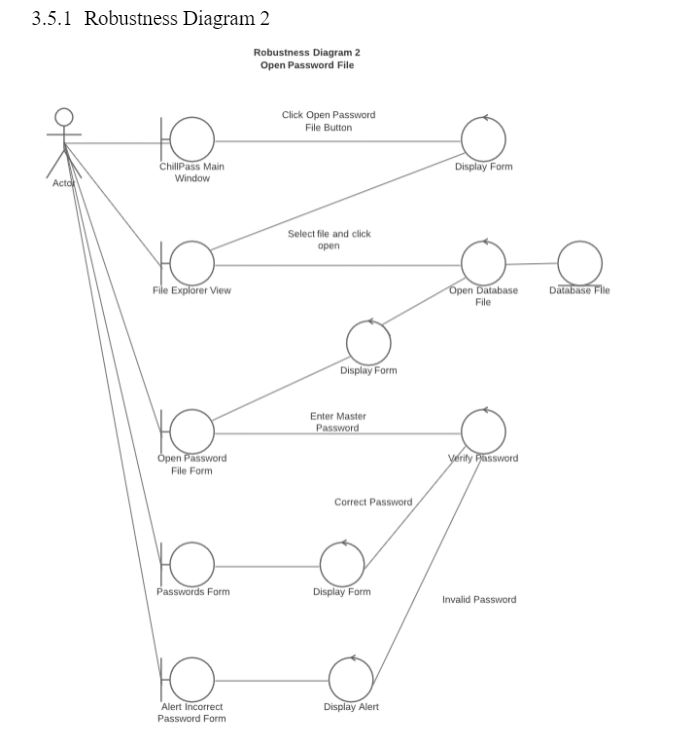 3.5.1 Robustness Diagram 2
Robustness Diagram 2
Open Password File
Click Open Password
File Button
ChillPass Main
Window
Display Form
Actor
Select file and click
open
File Explorer View
Open Database
File
Database File
Display Form
Enter Master
Password
Open Password
File Form
Verify Password
Correct Password
Passwords Form
Display Form
Invalid Password
Alert Incorrect
Password Form
Display Alert